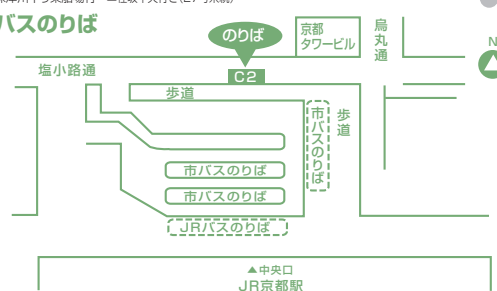 バスのりば
のりば
京都
タワービル
烏丸通
N
塩小路通
C2
歩道
市バスのりば
歩道
市バスのりば
市バスのりば
JRバスのりば
▲中央口
JR京都駅